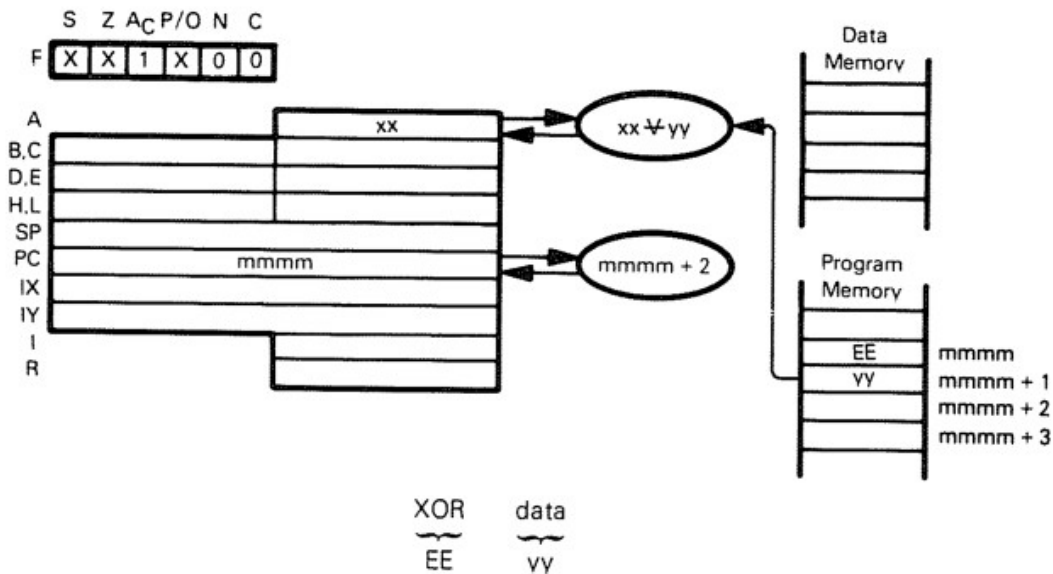 S Z AC P/O N C
F X X 1 X 0 0
Data
Memory
A xx xx ⊻ yy
B,C
D,E
H,L
SP
PC mmmm mmmm + 2
IX
IY
I
R
Program
Memory
EE mmmm
yy mmmm + 1
mmmm + 2
mmmm + 3
XOR data
EE yy